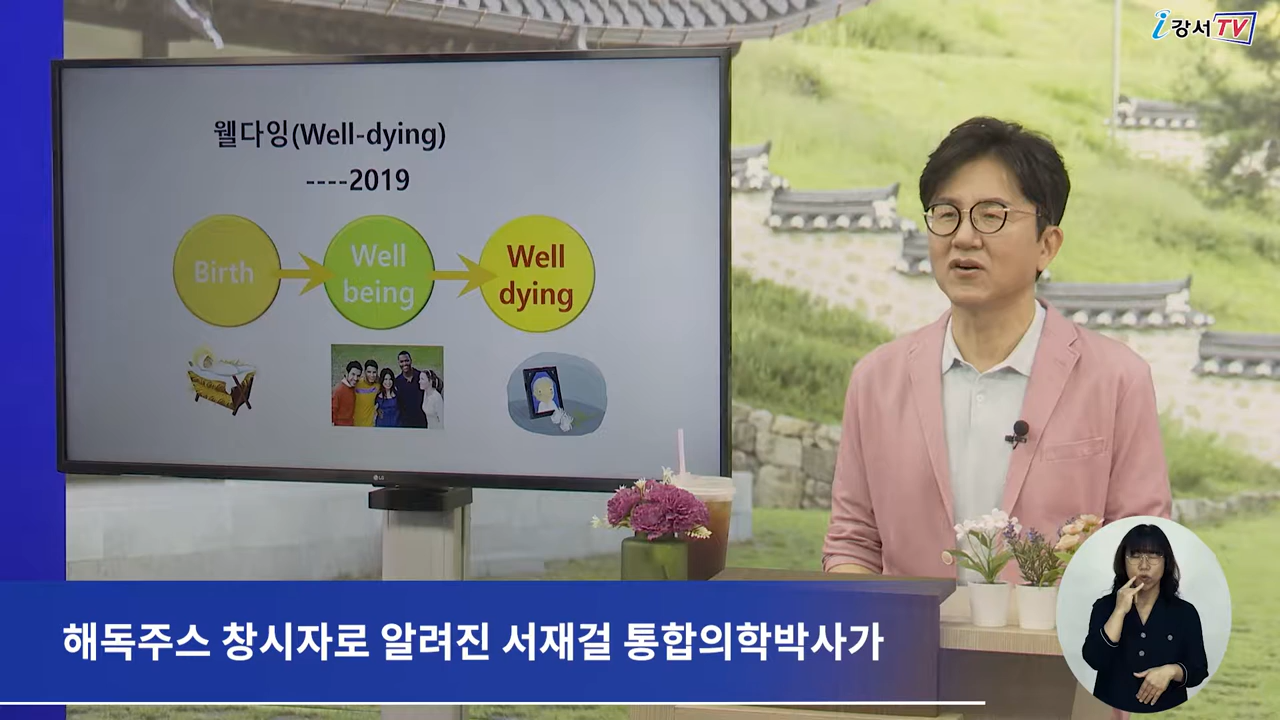 i강서TV
웰다잉(Well-dying)
----2019
Birth
Well
being
Well
dying
LG
해독주스 창시자로 알려진 서재걸 통합의학박사가